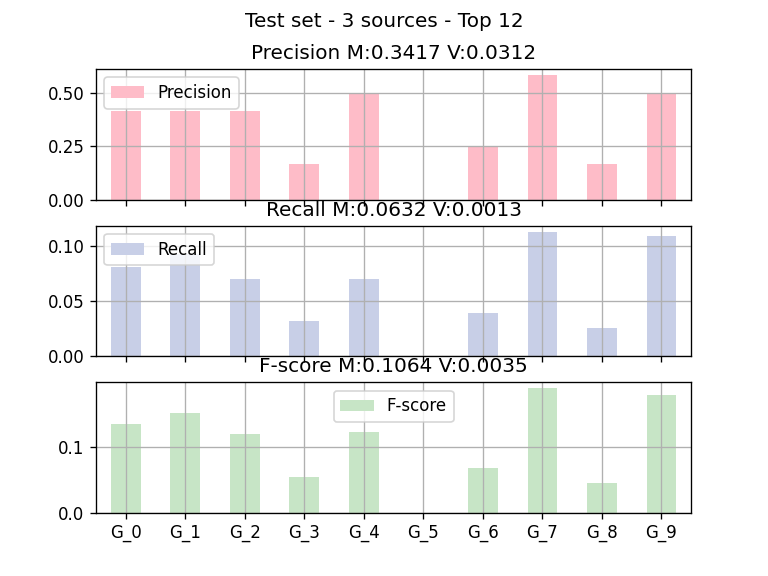 Test set - 3 sources - Top 12
Precision M:0.3417 V:0.0312
0.50
0.25
0.00
Precision
Recall M:0.0632 V:0.0013
0.10
0.05
0.00
Recall
F-score M:0.1064 V:0.0035
0.1
0.0
F-score
G_0 G_1 G_2 G_3 G_4 G_5 G_6 G_7 G_8 G_9